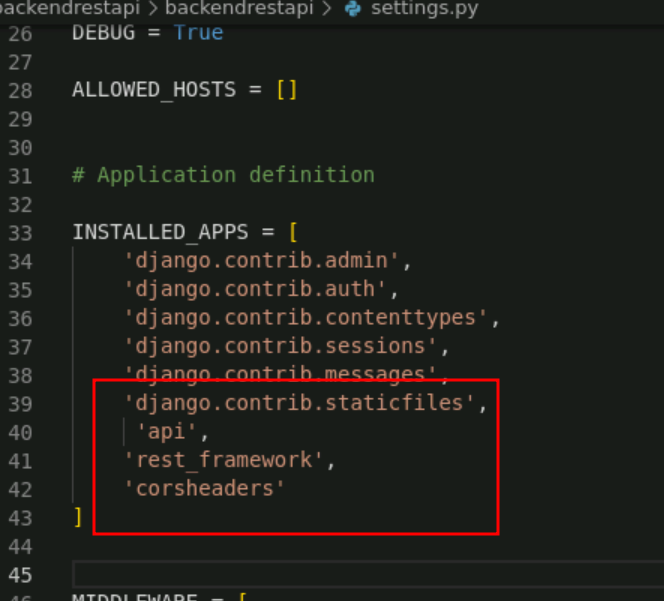 backendrestapi > backendrestapi > settings.py
26 DEBUG = True
27
28 ALLOWED_HOSTS = []
29
30
31 # Application definition
32
33 INSTALLED_APPS = [
34     'django.contrib.admin',
35     'django.contrib.auth',
36     'django.contrib.contenttypes',
37     'django.contrib.sessions',
38     'django.contrib.messages',
39     'django.contrib.staticfiles',
40      'api',
41     'rest_framework',
42     'corsheaders'
43 ]
44
45
46 MIDDLEWARE = [